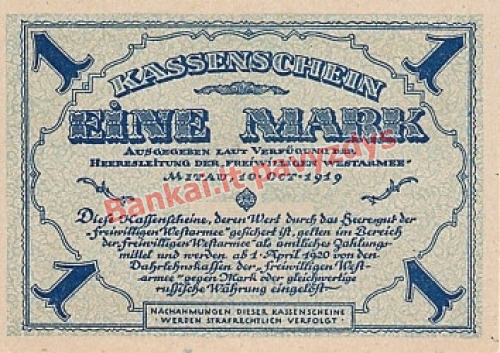 1 1
KASSENSCHEIN
EINE MARK
AUSGEGEBEN LAUT VERFÜGUNG DER
HEERESLEITUNG DER „FREIWILLIGEN WESTARMEE“
MITAU, 10·OCT·1919
Bankai.lt pavyzdys
Diese Kassenscheine, deren Wert durch das Heeresgut der
„freiwilligen Westarmee“ gesichert ist, gelten im Bereich
der „freiwilligen Westarmee“ als amtliches Zahlungs-
mittel und werden ab 1·April 1920 von den
Darlehnskassen der „freiwilligen West-
armee“ gegen Mark oder gleichwertige
russische Währung eingelöst·
1 1
NACHAHMUNGEN DIESER KASSENSCHEINE
WERDEN STRAFRECHTLICH VERFOLGT·